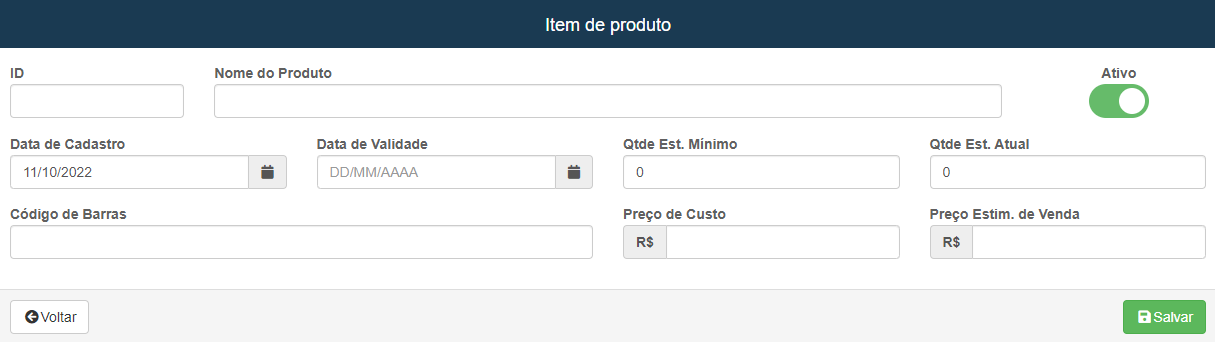 Item de produto
ID Nome do Produto Ativo
Data de Cadastro Data de Validade Qtde Est. Mínimo Qtde Est. Atual
11/10/2022 DD/MM/AAAA 0 0
Código de Barras Preço de Custo Preço Estim. de Venda
R$ R$
Voltar Salvar